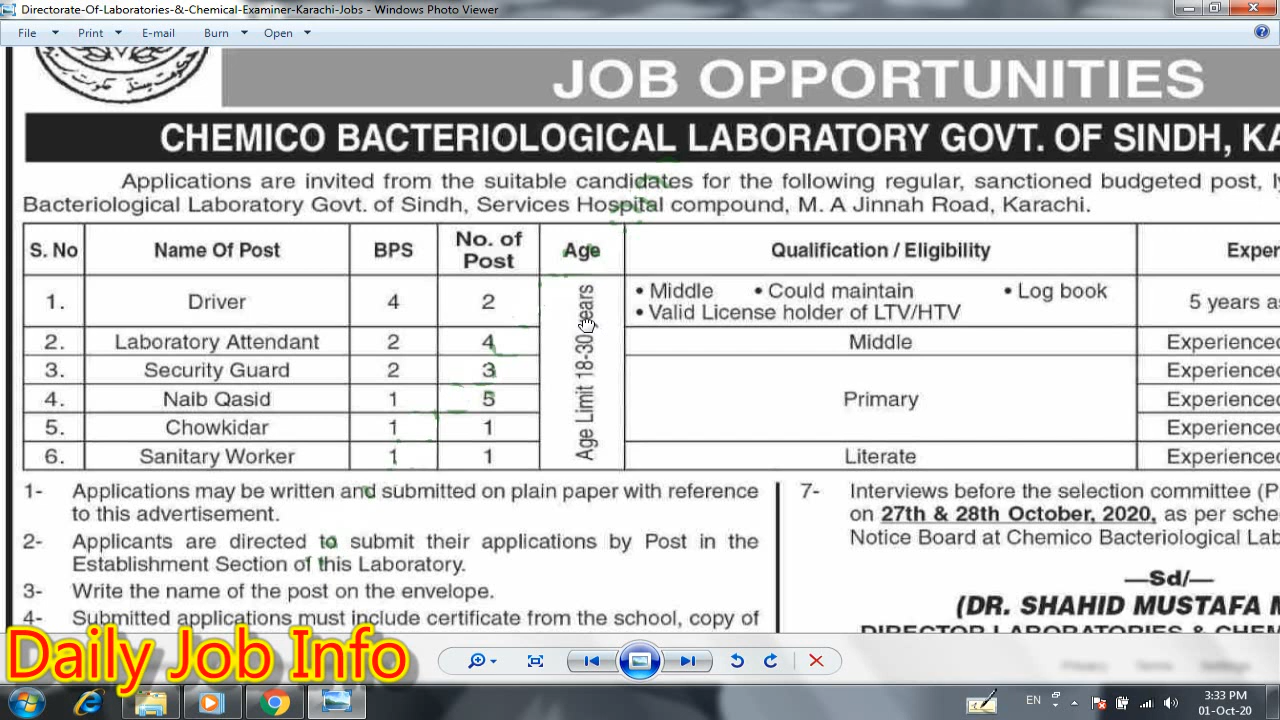 Directorate-Of-Laboratories-&-Chemical-Examiner-Karachi-Jobs - Windows Photo Viewer
File Print E-mail Burn Open
JOB OPPORTUNITIES
CHEMICO BACTERIOLOGICAL LABORATORY GOVT. OF SINDH, KA
Applications are invited from the suitable candidates for the following regular, sanctioned budgeted post, ly
Bacteriological Laboratory Govt. of Sindh, Services Hospital compound, M. A Jinnah Road, Karachi.
S. No Name Of Post BPS No. of Post Age Qualification / Eligibility Exper
1. Driver 4 2 • Middle • Could maintain • Log book
• Valid License holder of LTV/HTV 5 years as
2. Laboratory Attendant 2 4 Middle Experienced
3. Security Guard 2 3 Experienced
4. Naib Qasid 1 5 Primary Experienced
5. Chowkidar 1 1 Experienced
6. Sanitary Worker 1 1 Literate Experienced
Age Limit 18-30 ears
1- Applications may be written and submitted on plain paper with reference
to this advertisement.
2- Applicants are directed to submit their applications by Post in the
Establishment Section of this Laboratory.
3- Write the name of the post on the envelope.
4- Submitted applications must include certificate from the school, copy of
7- Interviews before the selection committee (P
on 27th & 28th October, 2020, as per sche
Notice Board at Chemico Bacteriological Lab
—Sd/—
(DR. SHAHID MUSTAFA M
DIRECTOR LABORATORIES & CHEM
Daily Job Info
EN
3:33 PM
01-Oct-20